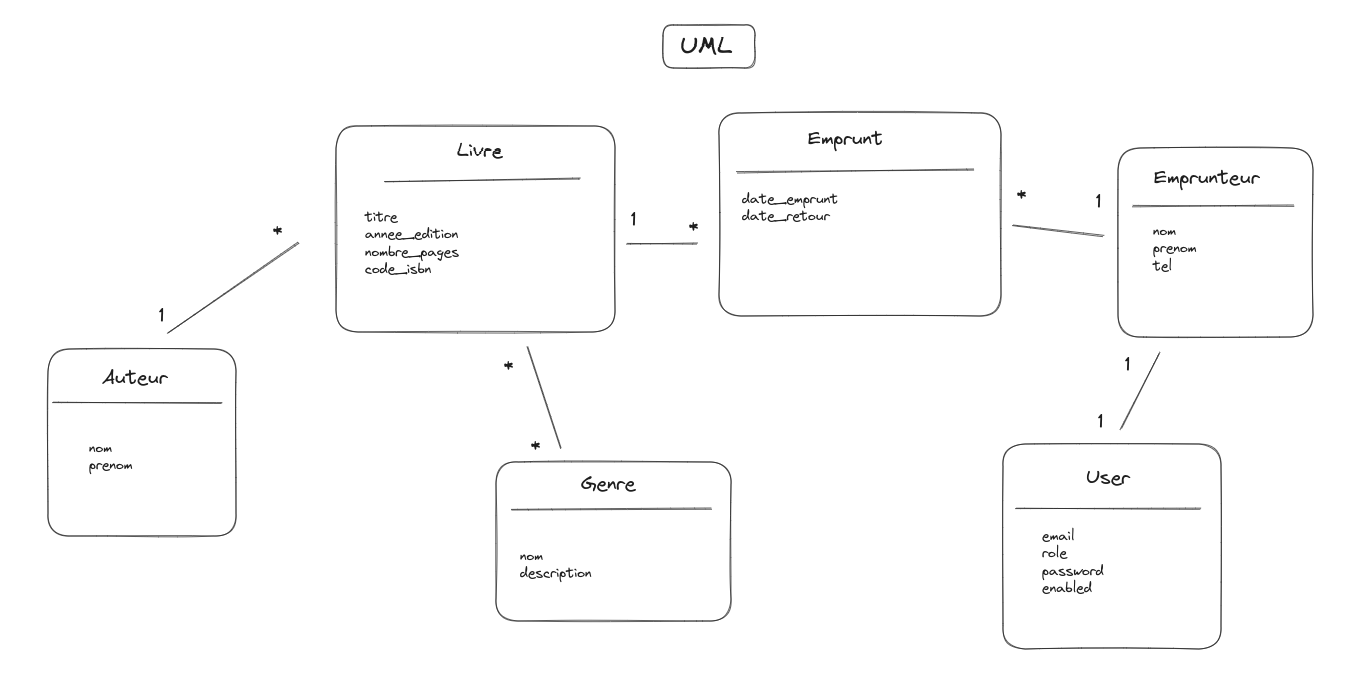 UML
Livre
titre
annee_edition
nombre_pages
code_isbn
Emprunt
date_emprunt
date_retour
Emprunteur
nom
prenom
tel
*
1
1
*
*
1
Auteur
nom
prenom
*
*
Genre
nom
description
1
1
User
email
role
password
enabled